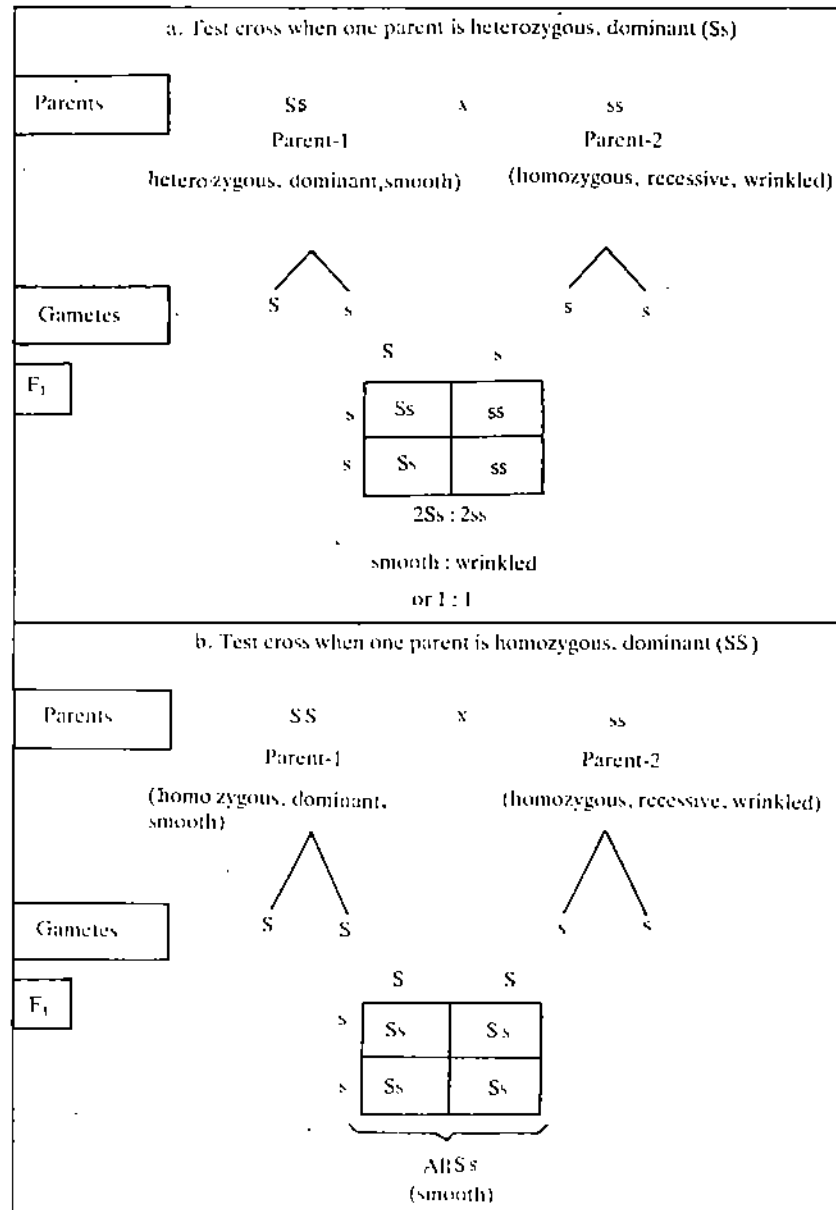 a. Test cross when one parent is heterozygous, dominant (Ss)
Parents Ss x ss
Parent-1 Parent-2
heterozygous, dominant,smooth) (homozygous, recessive, wrinkled)
S s s s
Gametes
S s
F1
s Ss ss
s Ss ss
2Ss : 2ss
smooth : wrinkled
or 1 : 1
b. Test cross when one parent is homozygous, dominant (SS)
Parents SS x ss
Parent-1 Parent-2
(homozygous, dominant, (homozygous, recessive, wrinkled)
smooth)
Gametes S S s s
S S
F1
s Ss Ss
s Ss Ss
All Ss
(smooth)